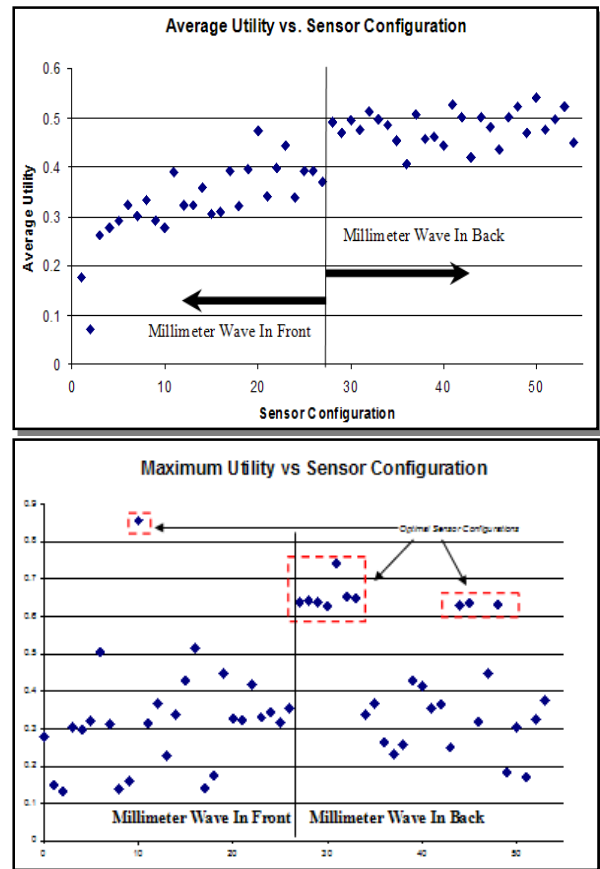 Average Utility vs. Sensor Configuration
0.6
0.5
0.4
0.3
0.2
0.1
0
Average Utility
Millimeter Wave In Back
Millimeter Wave In Front
0 10 20 30 40 50
Sensor Configuration
Maximum Utility vs Sensor Configuration
0.9
0.8
0.7
0.6
0.5
0.4
0.3
0.2
0.1
0
Optimal Sensor Configurations
Millimeter Wave In Front Millimeter Wave In Back
0 10 20 30 40 50